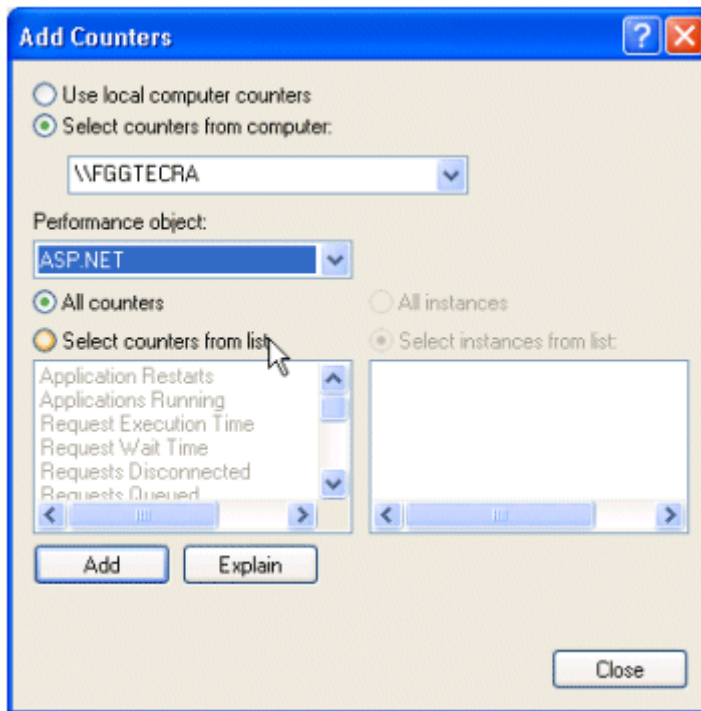 Add Counters
Use local computer counters
Select counters from computer:
\\FGGTECRA
Performance object:
ASP.NET
All counters
All instances
Select counters from list:
Select instances from list:
Application Restarts
Applications Running
Request Execution Time
Request Wait Time
Requests Disconnected
Requests Queued
Add
Explain
Close